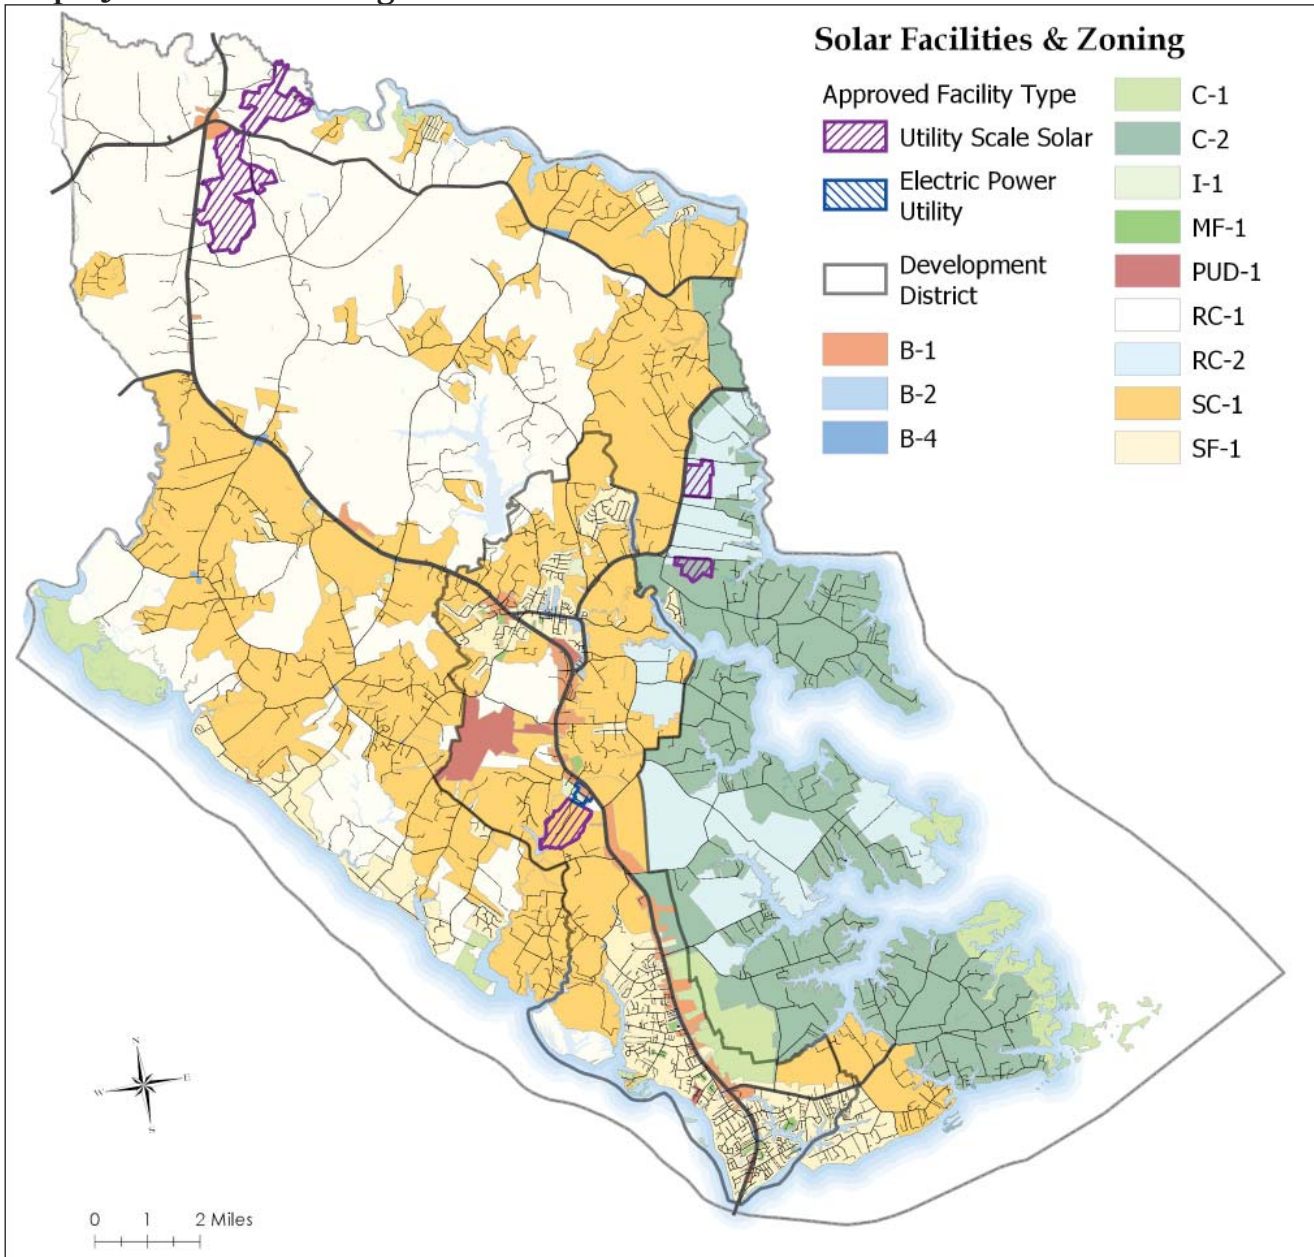 Solar Facilities & Zoning
Approved Facility Type
Utility Scale Solar
Electric Power
Utility
Development
District
B-1
B-2
B-4
C-1
C-2
I-1
MF-1
PUD-1
RC-1
RC-2
SC-1
SF-1
N
W
E
S
0 1 2 Miles